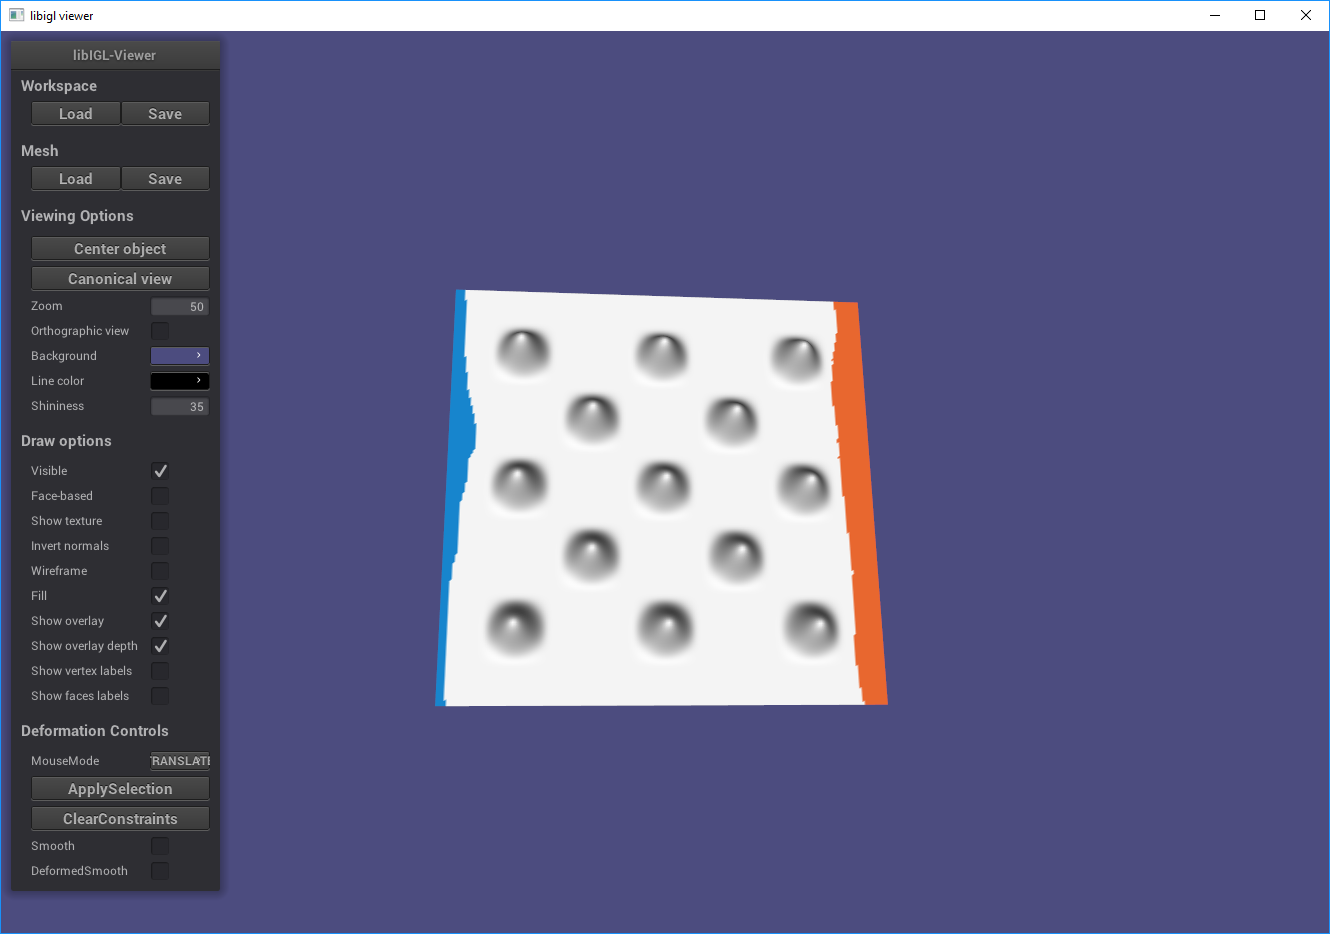 libigl viewer
libIGL-Viewer
Workspace
Load Save
Mesh
Load Save
Viewing Options
Center object
Canonical view
Zoom 50
Orthographic view
Background
Line color
Shininess 35
Draw options
Visible
Face-based
Show texture
Invert normals
Wireframe
Fill
Show overlay
Show overlay depth
Show vertex labels
Show faces labels
Deformation Controls
MouseMode TRANSLATE
ApplySelection
ClearConstraints
Smooth
DeformedSmooth